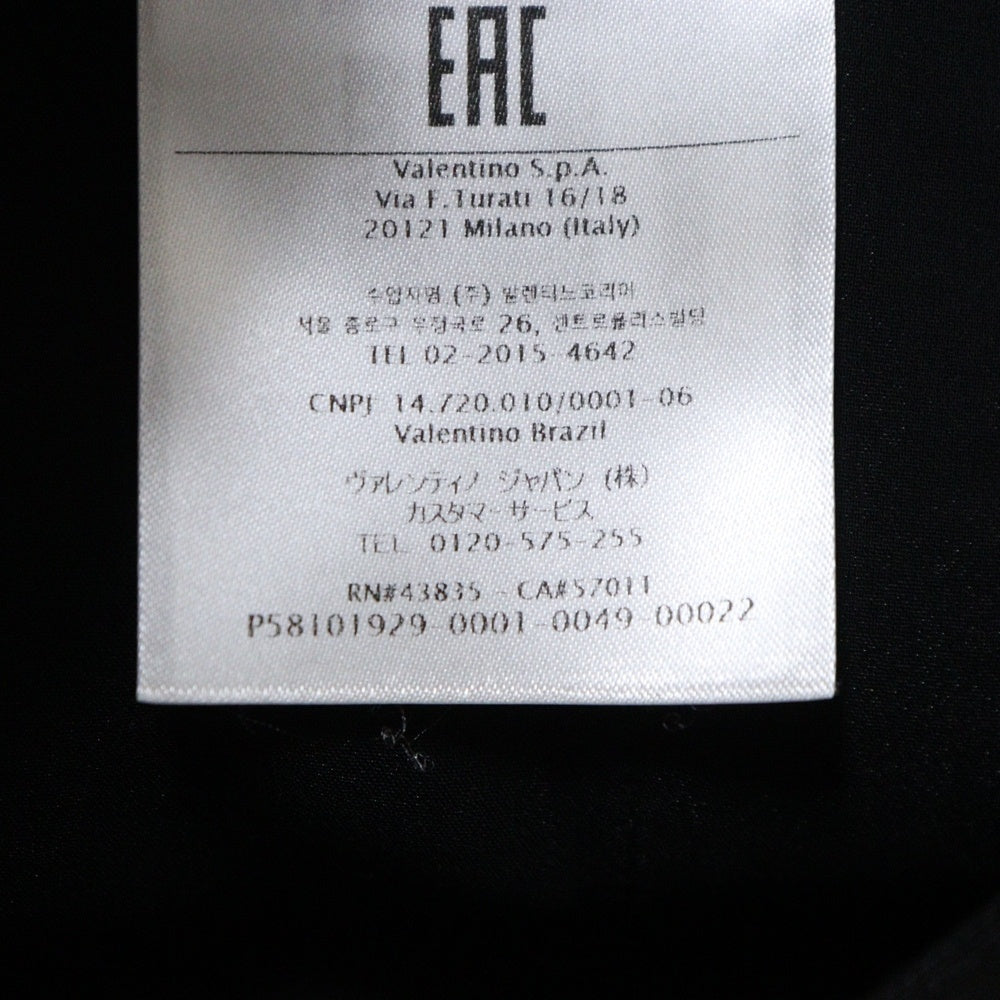 EAC
Valentino S.p.A.
Via F.Turati 16/18
20121 Milano (Italy)
수입자명 (주) 발렌티노코리아
서울 종로구 우정국로 26, 센트로폴리스빌딩
TEL 02-2015-4642
CNPJ 14.720.010/0001-06
Valentino Brazil
ヴァレンティノ ジャパン (株)
カスタマーサービス
TEL 0120-575-255
RN#43835 - CA#57011
P58101929-0001-0049-00022